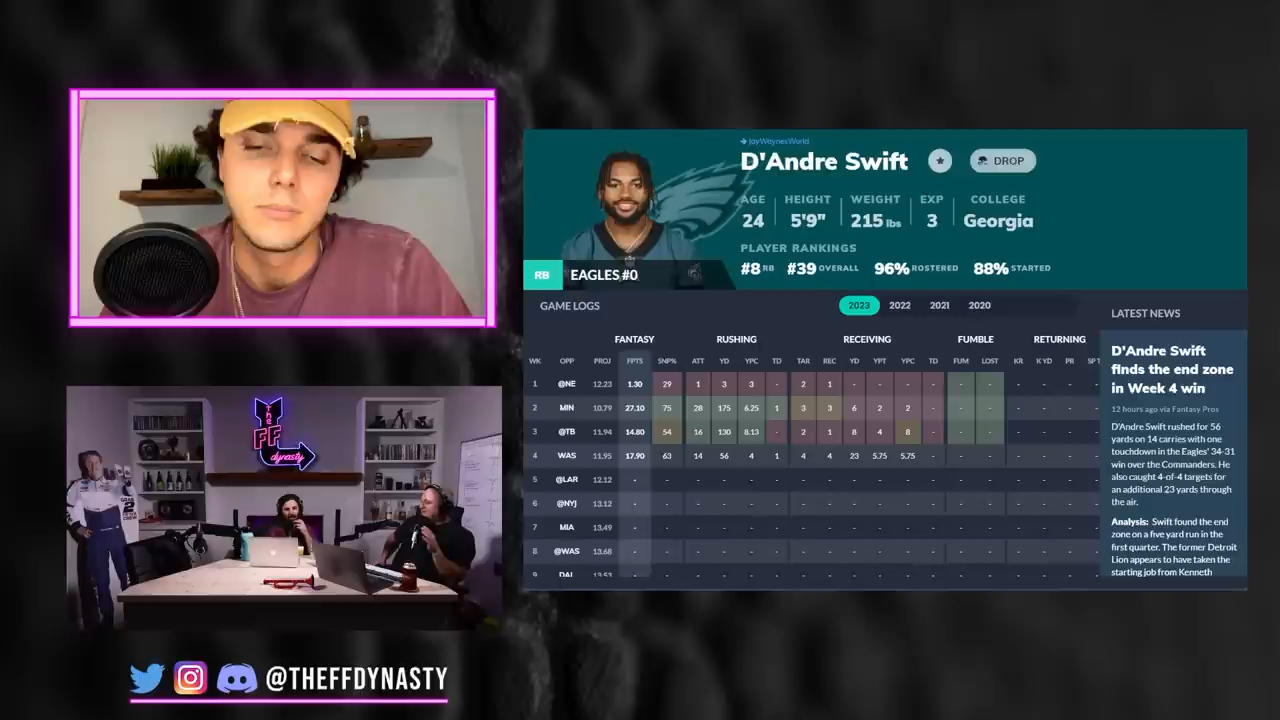 JayWaynesWorld
D'Andre Swift
DROP
AGE HEIGHT WEIGHT EXP COLLEGE
24 5'9" 215 lbs 3 Georgia
PLAYER RANKINGS
#8 RB #39 OVERALL 96% ROSTERED 88% STARTED
RB EAGLES #0
GAME LOGS 2023 2022 2021 2020
FANTASY RUSHING RECEIVING FUMBLE RETURNING
WK OPP PROJ FPTS SNP% ATT YD YPC TD TAR REC YD YPT YPC TD FUM LOST KR K YD PR SP T
1 @NE 12.23 1.30 29 1 3 3 - 2 1 - - - - - - - - - -
2 MIN 10.79 27.10 75 28 175 6.25 1 3 3 6 2 2 - - - - - - -
3 @TB 11.94 14.80 54 16 130 8.13 - 2 1 8 4 8 - - - - - - -
4 WAS 11.95 17.90 63 14 56 4 1 4 4 23 5.75 5.75 - - - - - - -
5 @LAR 12.12 - - - - - - - - - - - - - - - - - -
6 @NYJ 13.12 - - - - - - - - - - - - - - - - - -
7 MIA 13.49 - - - - - - - - - - - - - - - - - -
8 @WAS 13.68 - - - - - - - - - - - - - - - - - -
9 DAL 13.53 - - - - - - - - - - - - - - - - - -
LATEST NEWS
D'Andre Swift
finds the end zone
in Week 4 win
12 hours ago via Fantasy Pros
D'Andre Swift rushed for 56
yards on 14 carries with one
touchdown in the Eagles' 34-31
win over the Commanders. He
also caught 4-of-4 targets for
an additional 23 yards through
the air.
Analysis: Swift found the end
zone on a five yard run in the
first quarter. The former Detroit
Lion appears to have taken the
starting job from Kenneth
The
FF
dynasty
@THEFFDYNASTY